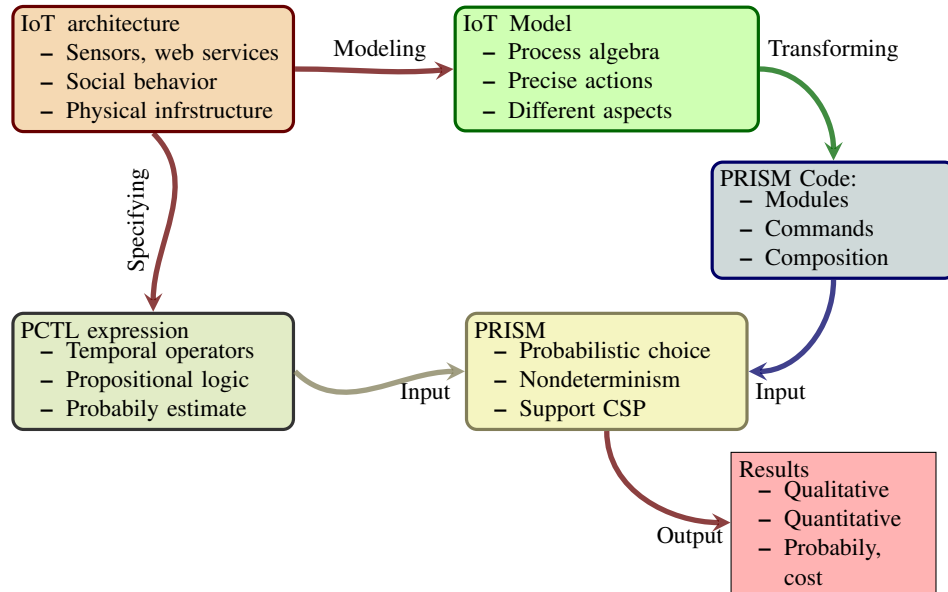 IoT architecture
– Sensors, web services
– Social behavior
– Physical infrstructure
Modeling
IoT Model
– Process algebra
– Precise actions
– Different aspects
Transforming
PRISM Code:
– Modules
– Commands
– Composition
Specifying
PCTL expression
– Temporal operators
– Propositional logic
– Probabily estimate
Input
PRISM
– Probabilistic choice
– Nondeterminism
– Support CSP
Input
Output
Results
– Qualitative
– Quantitative
– Probabily,
cost